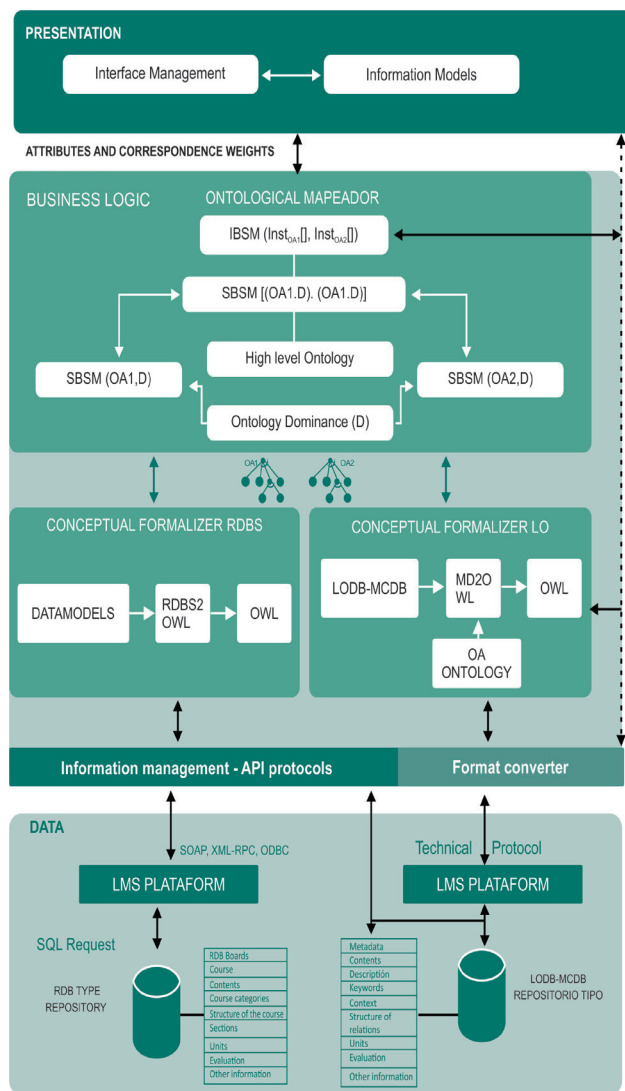 PRESENTATION
Interface Management
Information Models
ATTRIBUTES AND CORRESPONDENCE WEIGHTS
BUSINESS LOGIC
ONTOLOGICAL MAPEADOR
IBSM (Inst OA1[], Inst OA2[])
SBSM [(OA1.D). (OA1.D)]
High level Ontology
SBSM (OA1,D)
SBSM (OA2,D)
Ontology Dominance (D)
OA1
OA2
CONCEPTUAL FORMALIZER RDBS
DATAMODELS
RDBS2
OWL
OWL
CONCEPTUAL FORMALIZER LO
LODB-MCDB
MD2O
WL
OWL
OA
ONTOLOGY
Information management - API protocols
Format converter
DATA
SOAP, XML-RPC, ODBC
Technical Protocol
LMS PLATAFORM
LMS PLATAFORM
SQL Request
RDB TYPE
REPOSITORY
RDB Boards
Course
Contents
Course categories
Structure of the course
Sections
Units
Evaluation
Other information
Metadata
Contents
Descriptión
Keywords
Context
Structure of
relations
Units
Evaluation
Other information
LODB-MCDB
REPOSITORIO TIPO